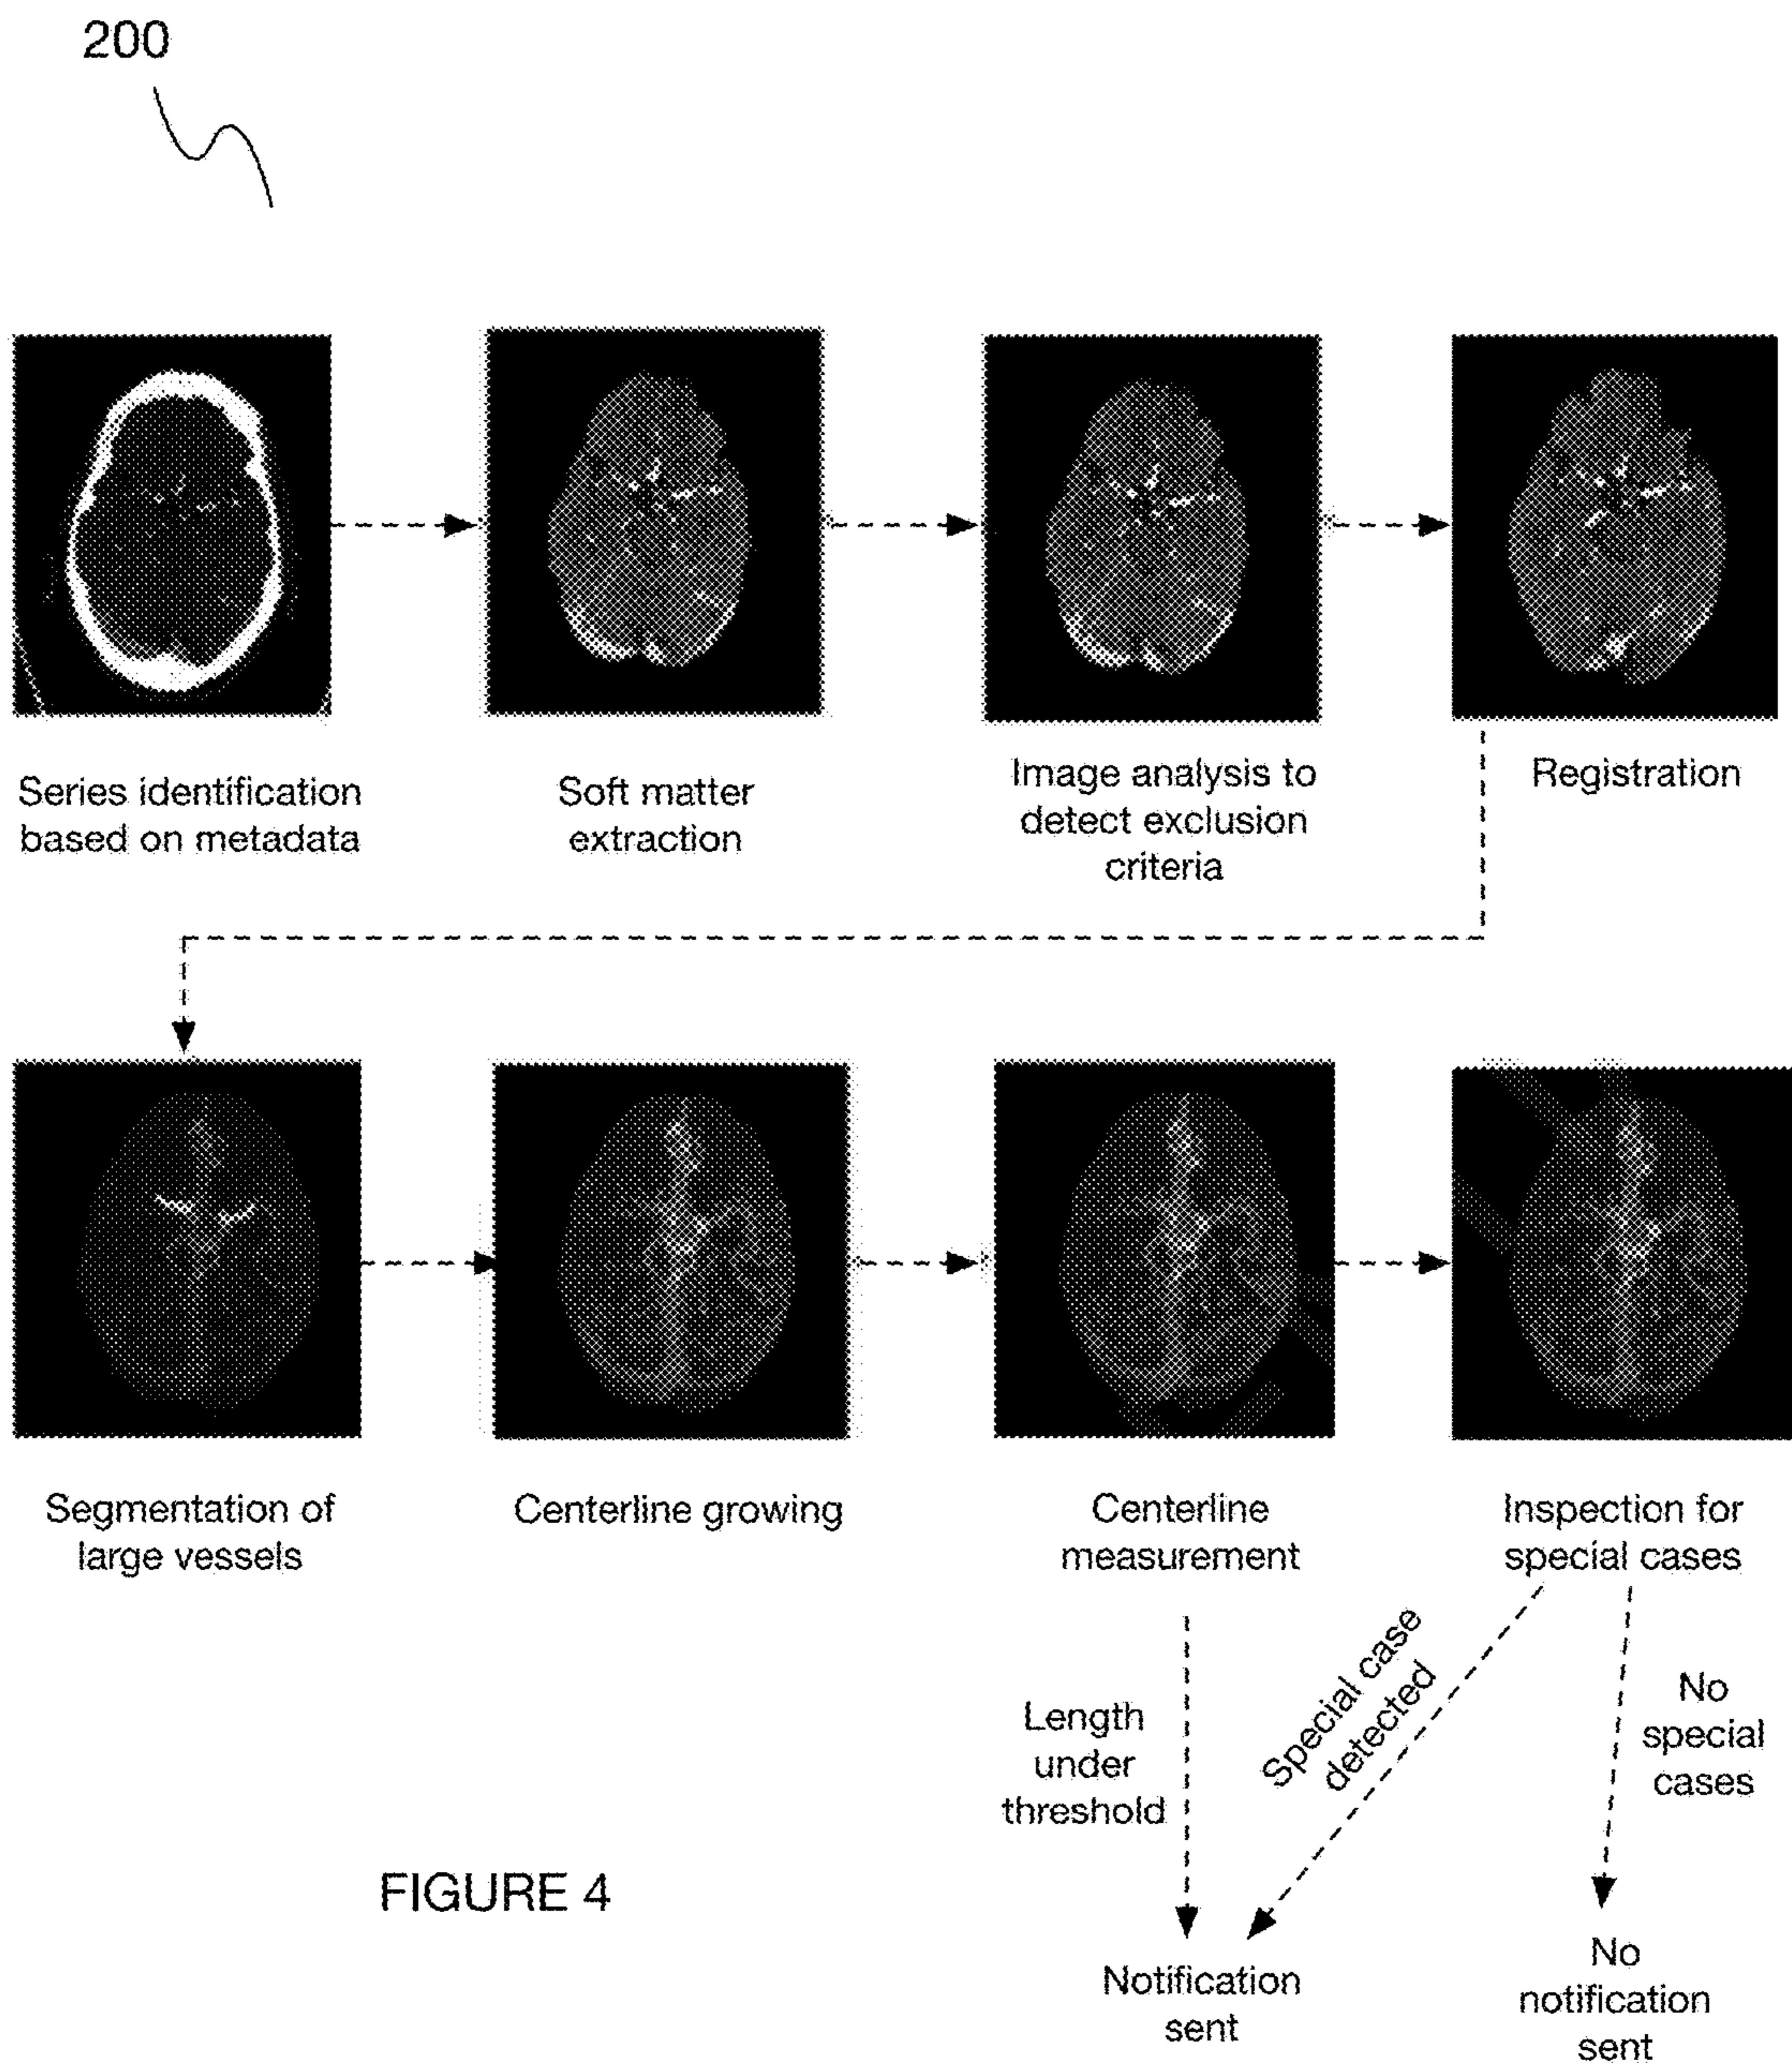 200
Series identification
based on metadata
Soft matter
extraction
Image analysis to
detect exclusion
criteria
Registration
Segmentation of
large vessels
Centerline growing
Centerline
measurement
Inspection for
special cases
Length
under
threshold
Special case
detected
No
special
cases
Notification
sent
No
notification
sent
FIGURE 4